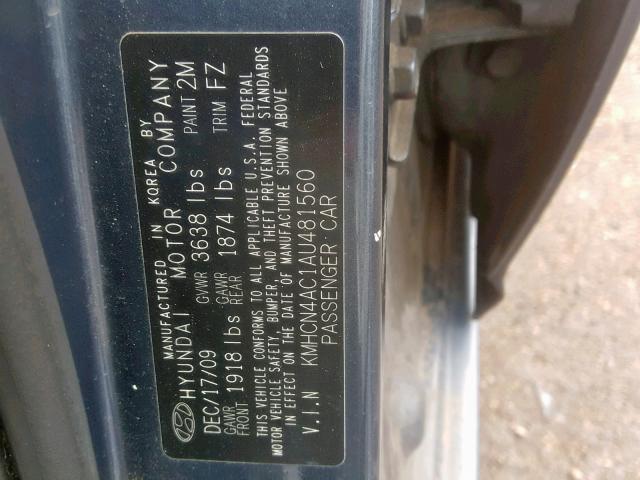 MANUFACTURED IN KOREA BY
HYUNDAI MOTOR COMPANY
DEC/17/09 GVWR 3638 lbs PAINT 2M
GAWR FRONT 1918 lbs GAWR REAR 1874 lbs TRIM FZ
THIS VEHICLE CONFORMS TO ALL APPLICABLE U.S.A. FEDERAL
MOTOR VEHICLE SAFETY, BUMPER, AND THEFT PREVENTION STANDARDS
IN EFFECT ON THE DATE OF MANUFACTURE SHOWN ABOVE
V.I.N KMHCN4AC1AU481560
PASSENGER CAR